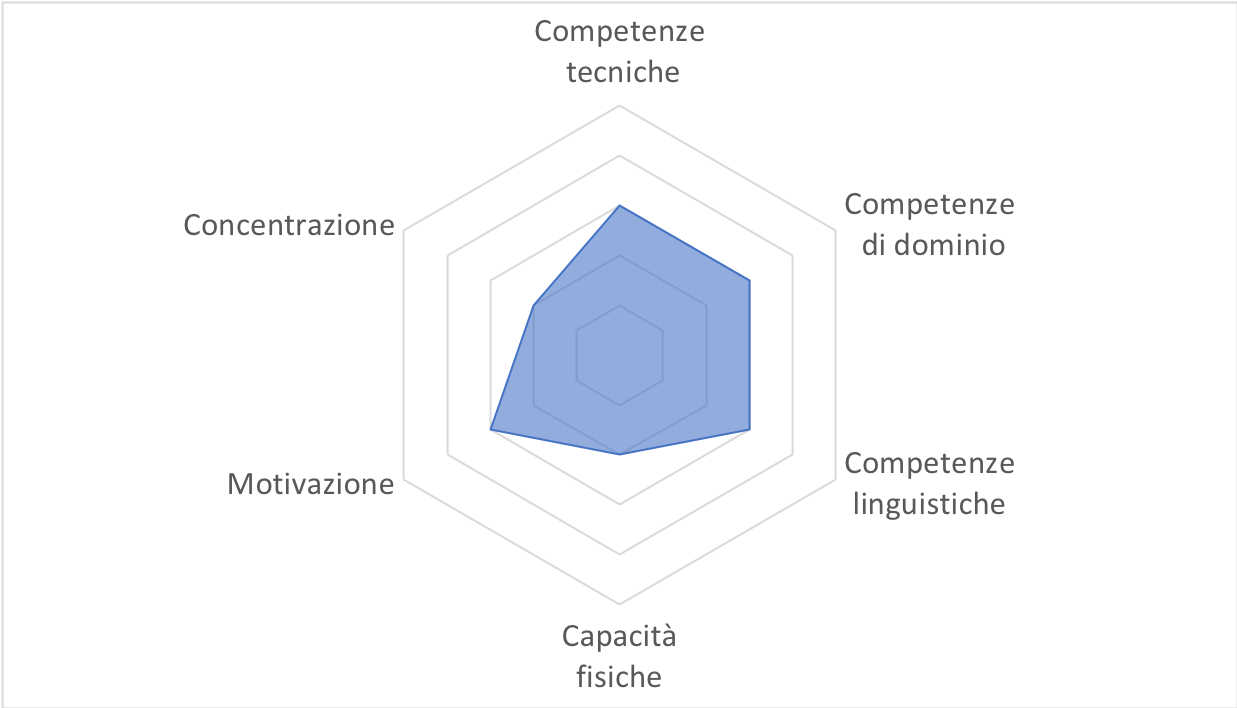 Competenze
tecniche
Competenze
di dominio
Competenze
linguistiche
Capacità
fisiche
Motivazione
Concentrazione